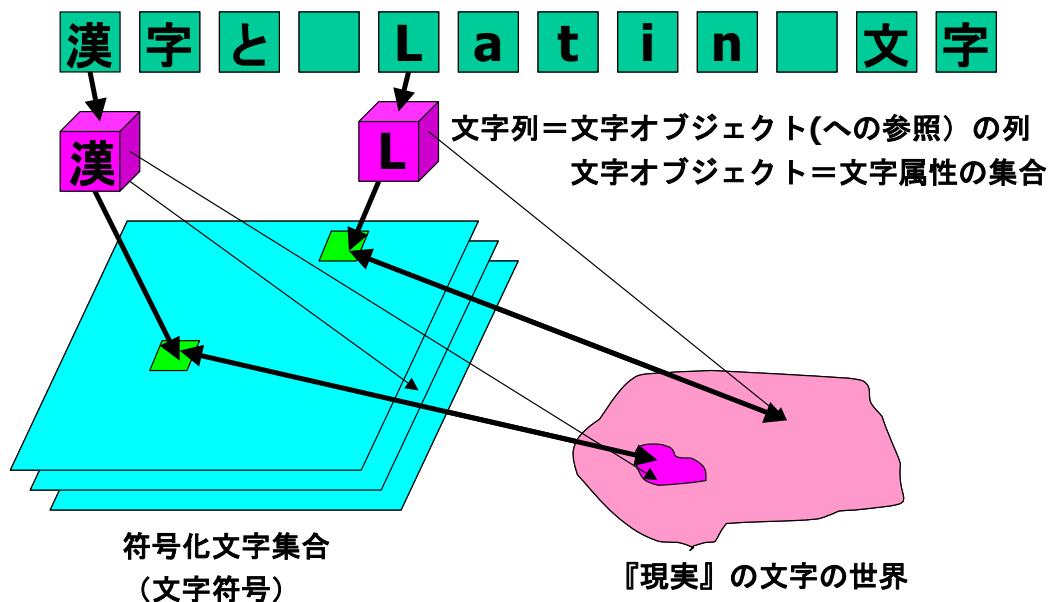 漢字と Latin 文字
漢
L
文字列＝文字オブジェクト(への参照）の列
文字オブジェクト＝文字属性の集合
符号化文字集合
（文字符号）
『現実』の文字の世界